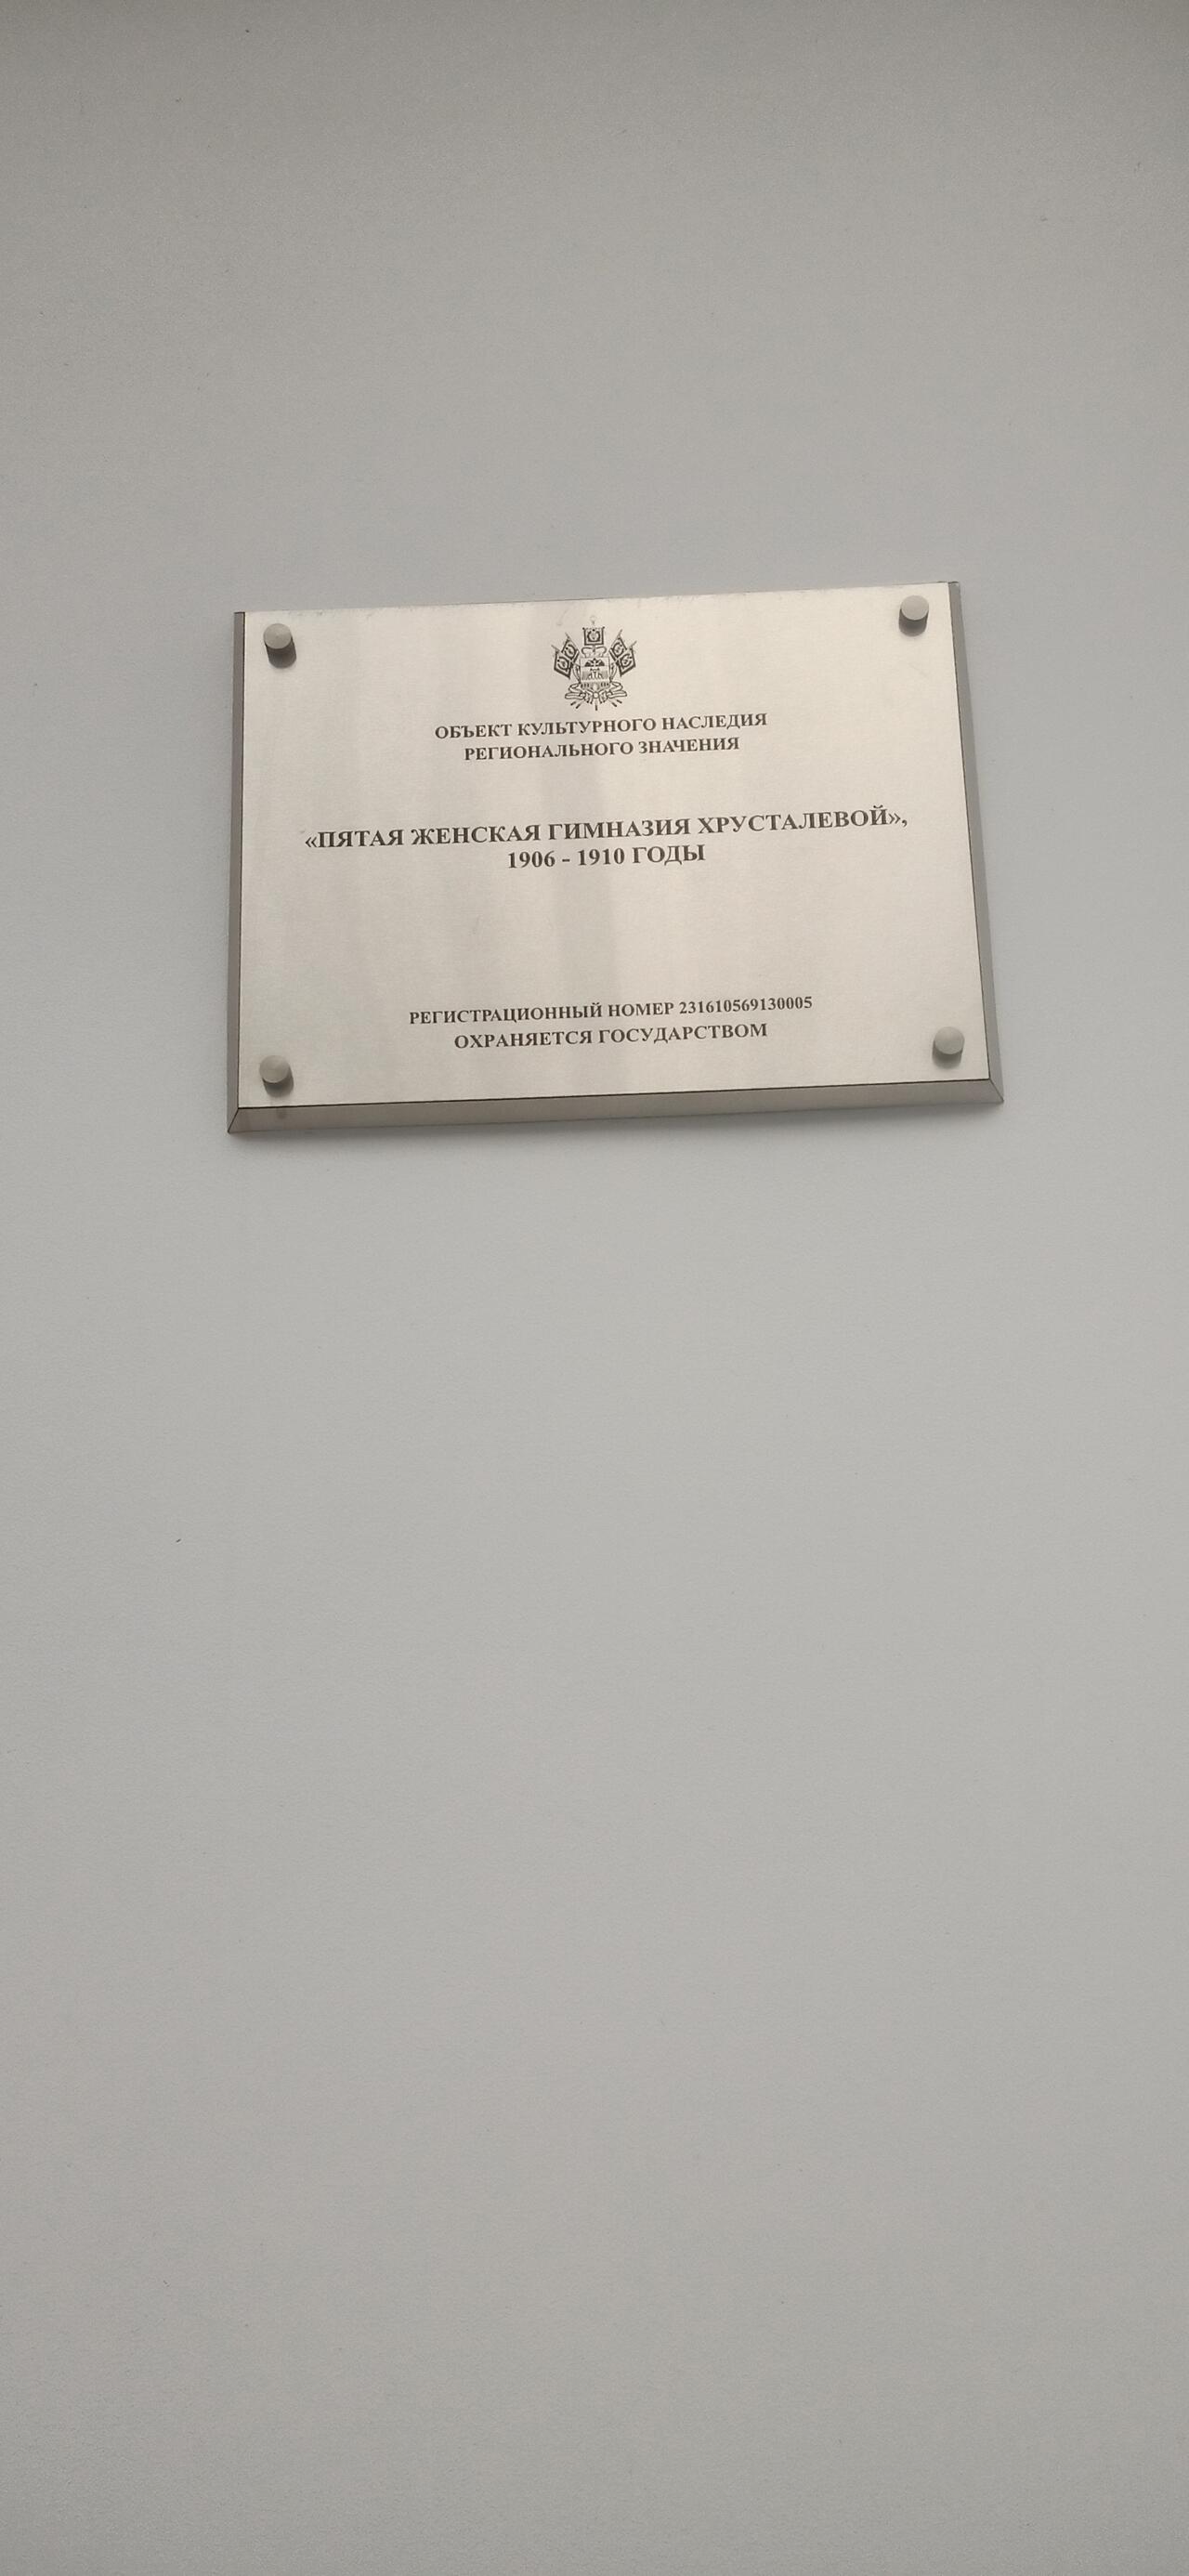 ОБЪЕКТ КУЛЬТУРНОГО НАСЛЕДИЯ
РЕГИОНАЛЬНОГО ЗНАЧЕНИЯ
«ПЯТАЯ ЖЕНСКАЯ ГИМНАЗИЯ ХРУСТАЛЕВОЙ»,
1906 - 1910 ГОДЫ
РЕГИСТРАЦИОННЫЙ НОМЕР 231610569130005
ОХРАНЯЕТСЯ ГОСУДАРСТВОМ